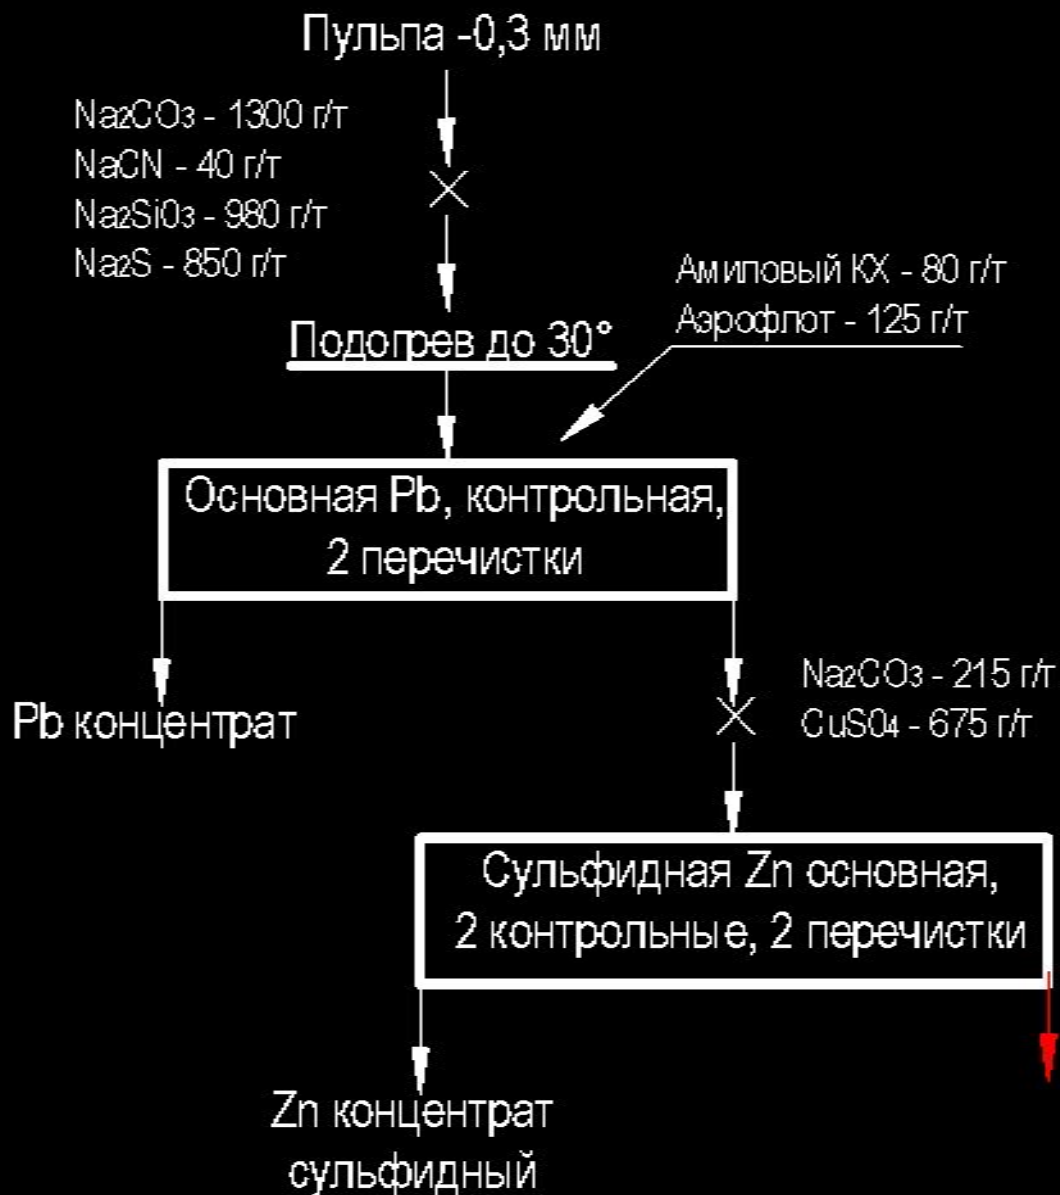 Пульпа -0,3 мм
Na₂CO₃ - 1300 г/т
NaCN - 40 г/т
Na₂SiO₃ - 980 г/т
Na₂S - 850 г/т
Амиловый КХ - 80 г/т
Аэрофлот - 125 г/т
Подогрев до 30°
Основная Pb, контрольная,
2 перечистки
Pb концентрат
Na₂CO₃ - 215 г/т
CuSO₄ - 675 г/т
Сульфидная Zn основная,
2 контрольные, 2 перечистки
Zn концентрат
сульфидный